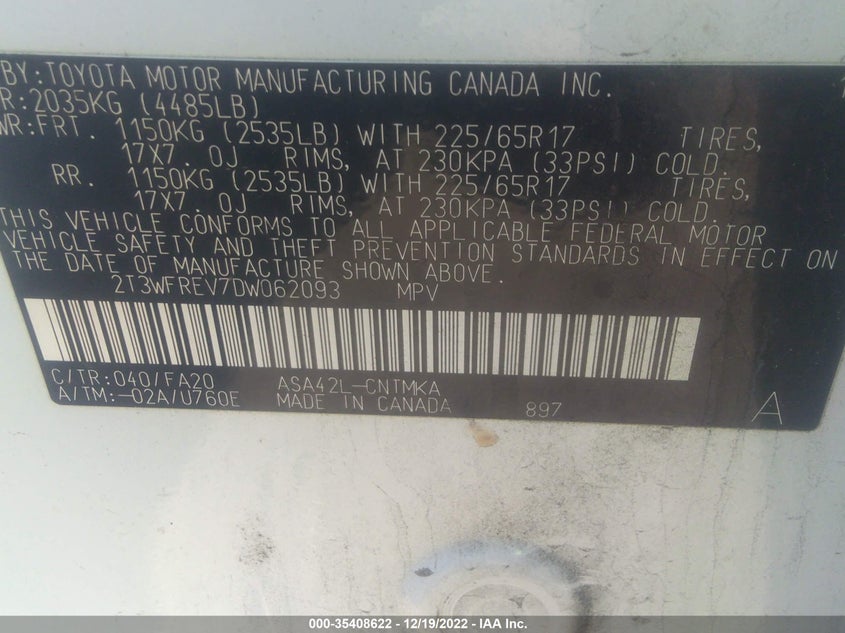 BY:TOYOTA MOTOR MANUFACTURING CANADA INC.
R:2035KG (4485LB)
WR:FRT. 1150KG (2535LB) WITH 225/65R17 TIRES,
17X7.0J RIMS, AT 230KPA (33PSI) COLD.
RR. 1150KG (2535LB) WITH 225/65R17 TIRES,
17X7.0J RIMS, AT 230KPA (33PSI) COLD.
THIS VEHICLE CONFORMS TO ALL APPLICABLE FEDERAL MOTOR
VEHICLE SAFETY AND THEFT PREVENTION STANDARDS IN EFFECT ON
THE DATE OF MANUFACTURE SHOWN ABOVE.
2T3WFREV7DW062093 MPV
C/TR:040/FA20 ASA42L-CNTMKA
A/TM:-02A/U760E MADE IN CANADA 897 A
000-35408622 - 12/19/2022 - IAA Inc.